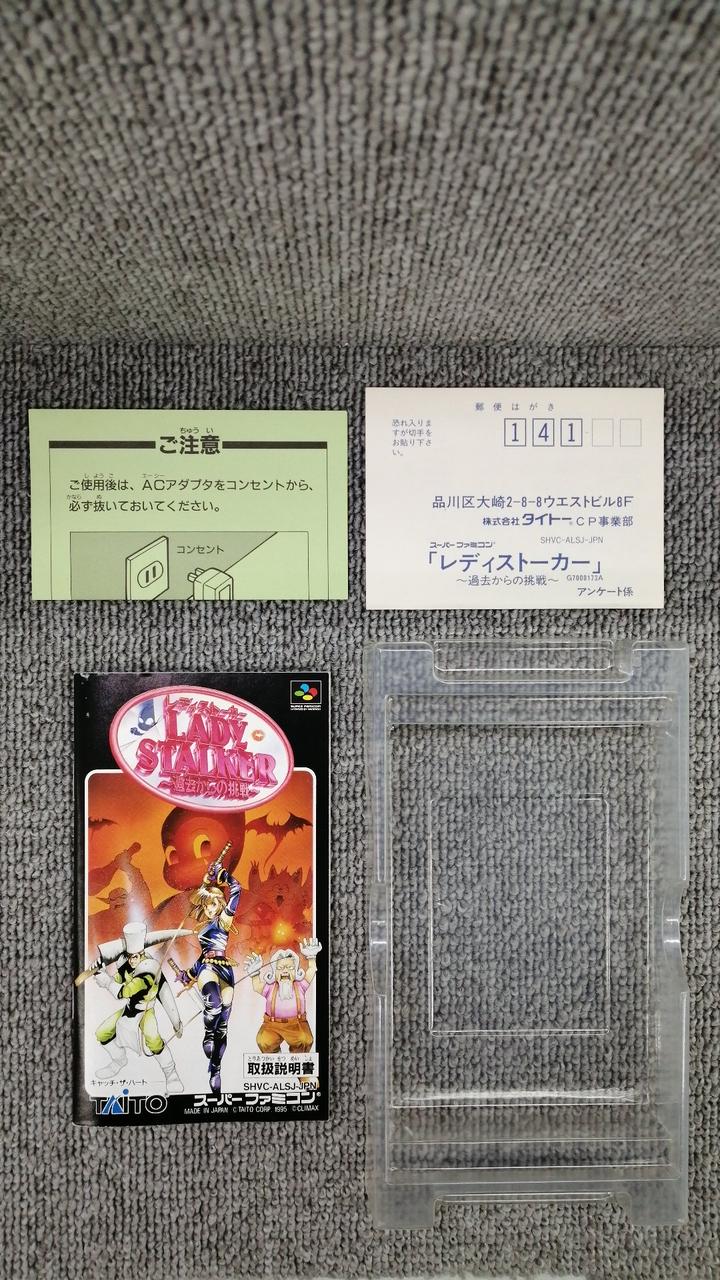 ちゅうい
ご注意
しようご
エーシー
ご使用後は、ACアダプタをコンセントから、
かなら
ぬ
必ず抜いておいてください。
コンセント
郵便はがき
恐れ入りま
すが切手を
お貼り下さ
い。
141
品川区大崎2-8-8ウエストビル8F
株式会社タイトー®CP事業部
スーパーファミコン®
SHVC-ALSJ-JPN
「レディストーカー」
〜過去からの挑戦〜
G7000173A
アンケート係
レディストーカー
LADY
STALKER
〜過去からの挑戦〜
とりあつかいせつめいしょ
取扱説明書
SHVC-ALSJ-JPN
キャッチ・ザ・ハート
TAITO
スーパーファミコン®
MADE IN JAPAN ©TAITO CORP. 1995 ©CLIMAX